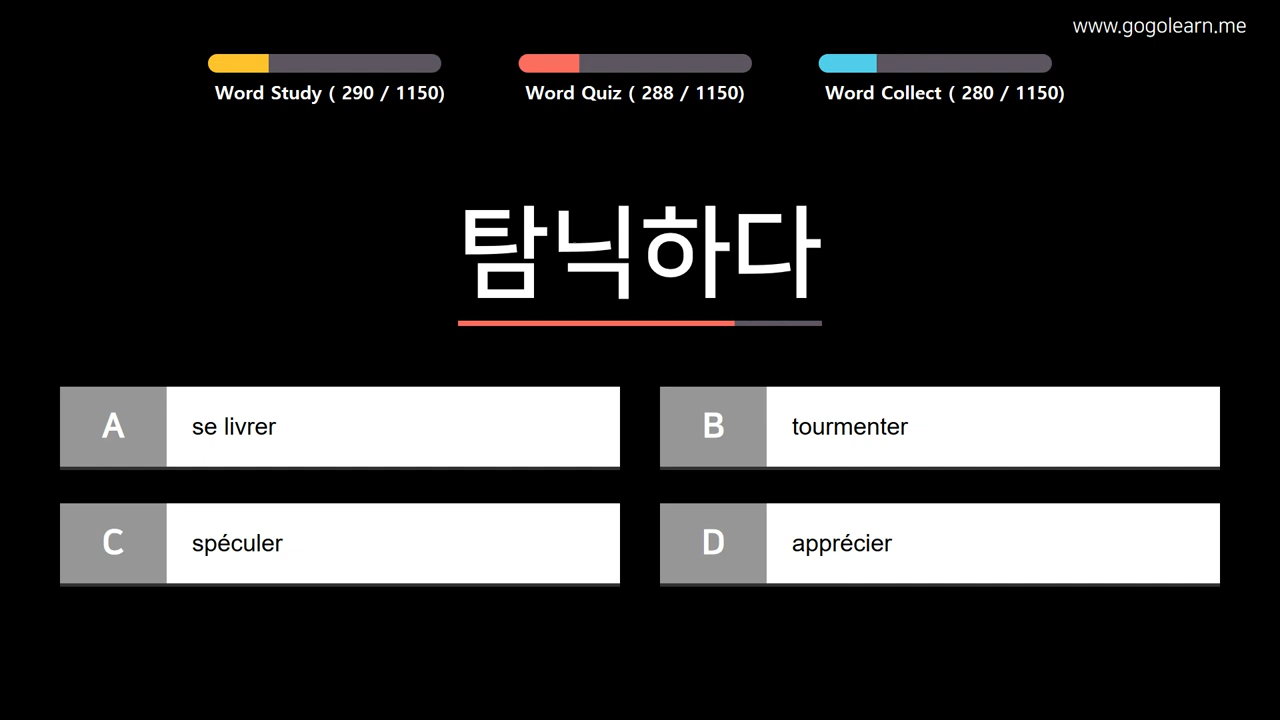 www.gogolearn.me
Word Study ( 290 / 1150)
Word Quiz ( 288 / 1150)
Word Collect ( 280 / 1150)
탐닉하다
A se livrer
B tourmenter
C spéculer
D apprécier